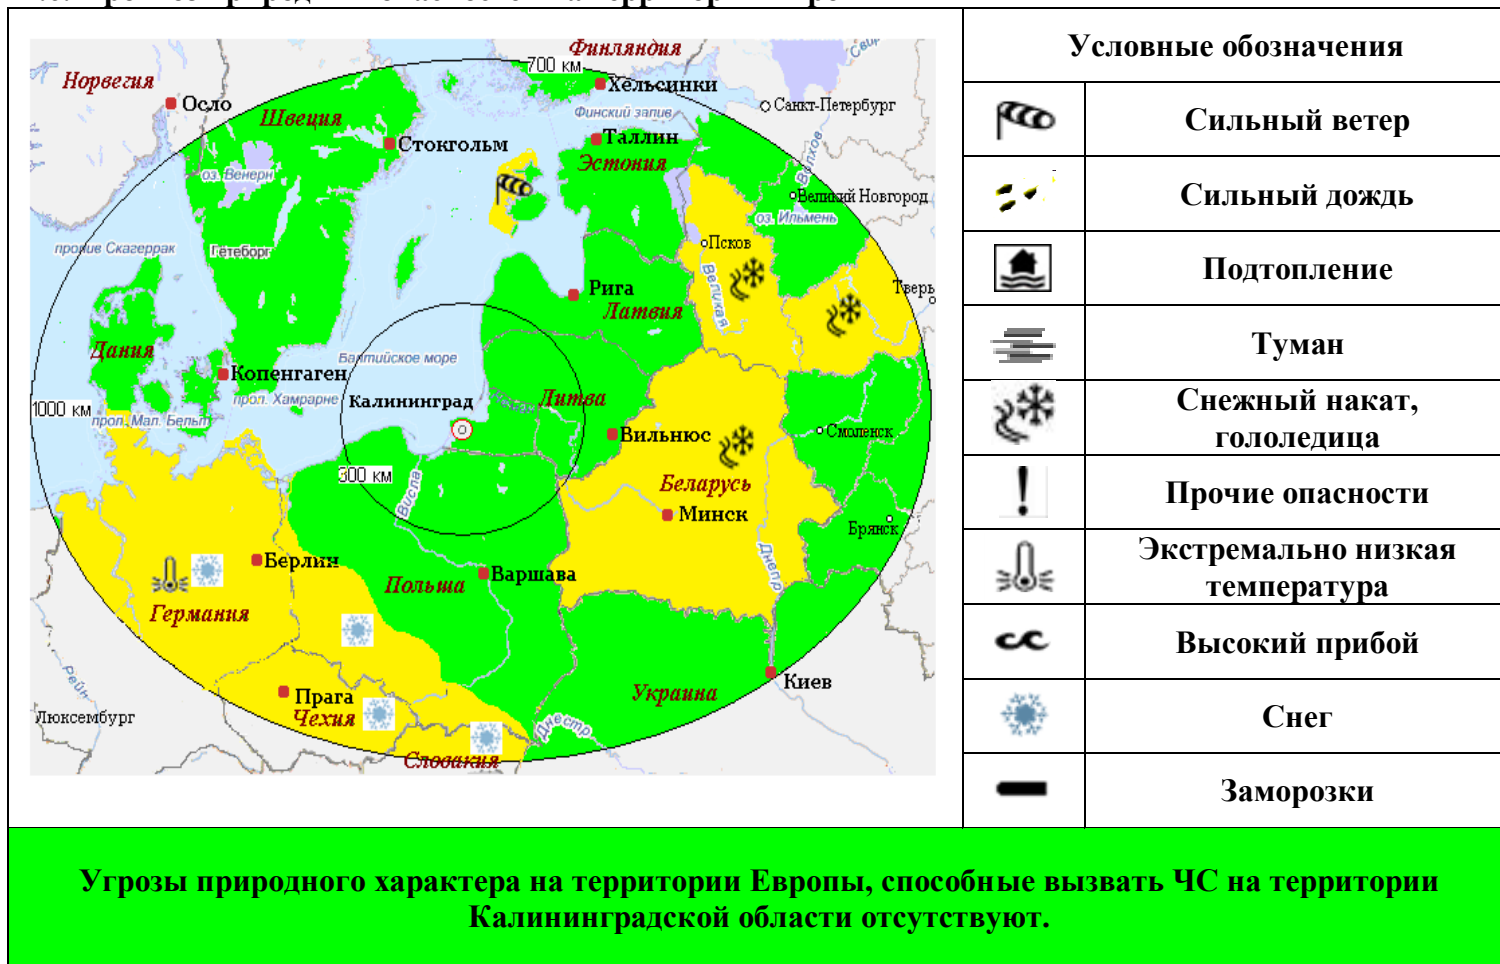 Финляндия
700 км
Норвегия
Хельсинки
Осло
Санкт-Петербург
Швеция
Финский залив
Волхов
Стокгольм
Таллин
Эстония
оз. Венерн
Великий Новгород
оз. Ильмень
пролив Скагеррак
Гётеборг
Псков
Великая
Рига
Тверь
Латвия
Дания
Балтийское море
Копенгаген
прол. Хамрарне
Калининград
Литва
1000 км
прол. Мал. Бельт
Вильнюс
Смоленск
300 км
Висла
Беларусь
Минск
Брянск
Днепр
Берлин
Польша
Варшава
Германия
Рейн
Прага
Украина
Киев
Люксембург
Чехия
Днестр
Словакия
Условные обозначения
Сильный ветер
Сильный дождь
Подтопление
Туман
Снежный накат,
гололедица
Прочие опасности
Экстремально низкая
температура
Высокий прибой
Снег
Заморозки
Угрозы природного характера на территории Европы, способные вызвать ЧС на территории
Калининградской области отсутствуют.